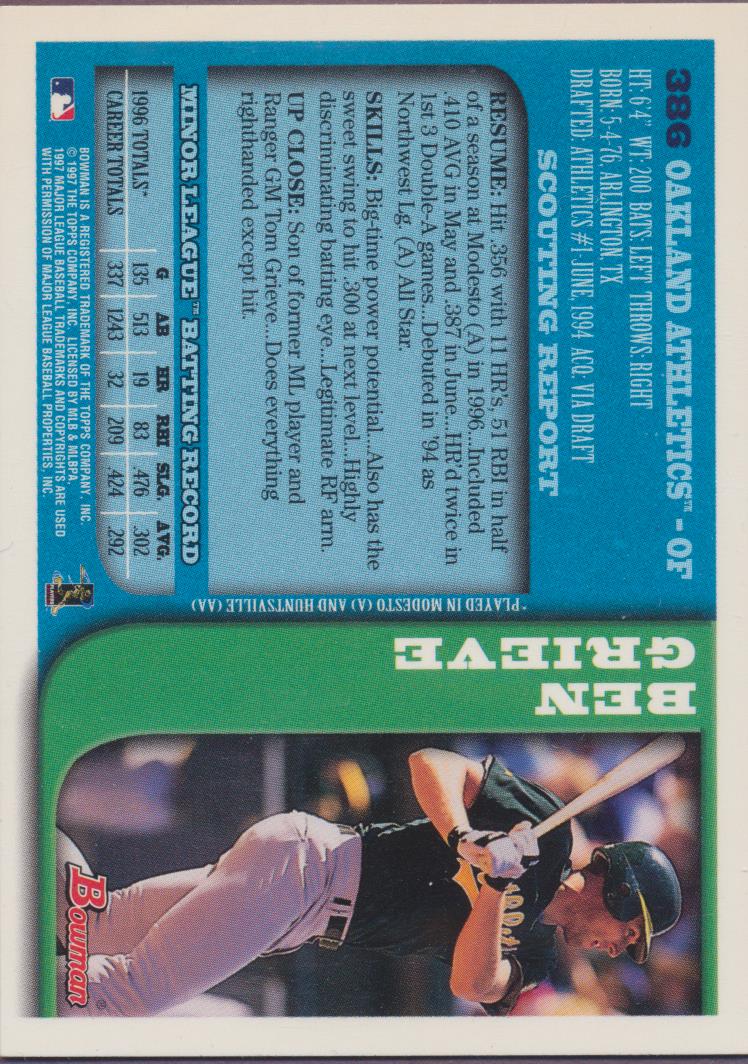 386 OAKLAND ATHLETICS™ - OF
HT: 6'4" WT: 200 BATS: LEFT THROWS: RIGHT
BORN: 5-4-76, ARLINGTON, TX
DRAFTED: ATHLETICS #1-JUNE, 1994 ACQ: VIA DRAFT
SCOUTING REPORT
RESUME: Hit .356 with 11 HR's, 51 RBI in half
of a season at Modesto (A) in 1996...Included
.410 AVG in May and .387 in June...HR'd twice in
1st 3 Double-A games...Debuted in '94 as
Northwest Lg. (A) All Star.
SKILLS: Big-time power potential...Also has the
sweet swing to hit .300 at next level...Highly
discriminating batting eye...Legitimate RF arm.
UP CLOSE: Son of former ML player and
Ranger GM Tom Grieve...Does everything
righthanded except hit.
MINOR LEAGUE™ BATTING RECORD
G AB HR RBI SLG. AVG.
1996 TOTALS* 135 513 19 83 .476 .302
CAREER TOTALS 337 1243 32 209 .424 .292
BOWMAN IS A REGISTERED TRADEMARK OF THE TOPPS COMPANY, INC.
© 1997 THE TOPPS COMPANY, INC. LICENSED BY MLB & MLBPA
1997 MAJOR LEAGUE BASEBALL TRADEMARKS AND COPYRIGHTS ARE USED
WITH PERMISSION OF MAJOR LEAGUE BASEBALL PROPERTIES, INC.
PLAYERS
*PLAYED IN MODESTO (A) AND HUNTSVILLE (AA)
BEN
GRIEVE
Bowman®